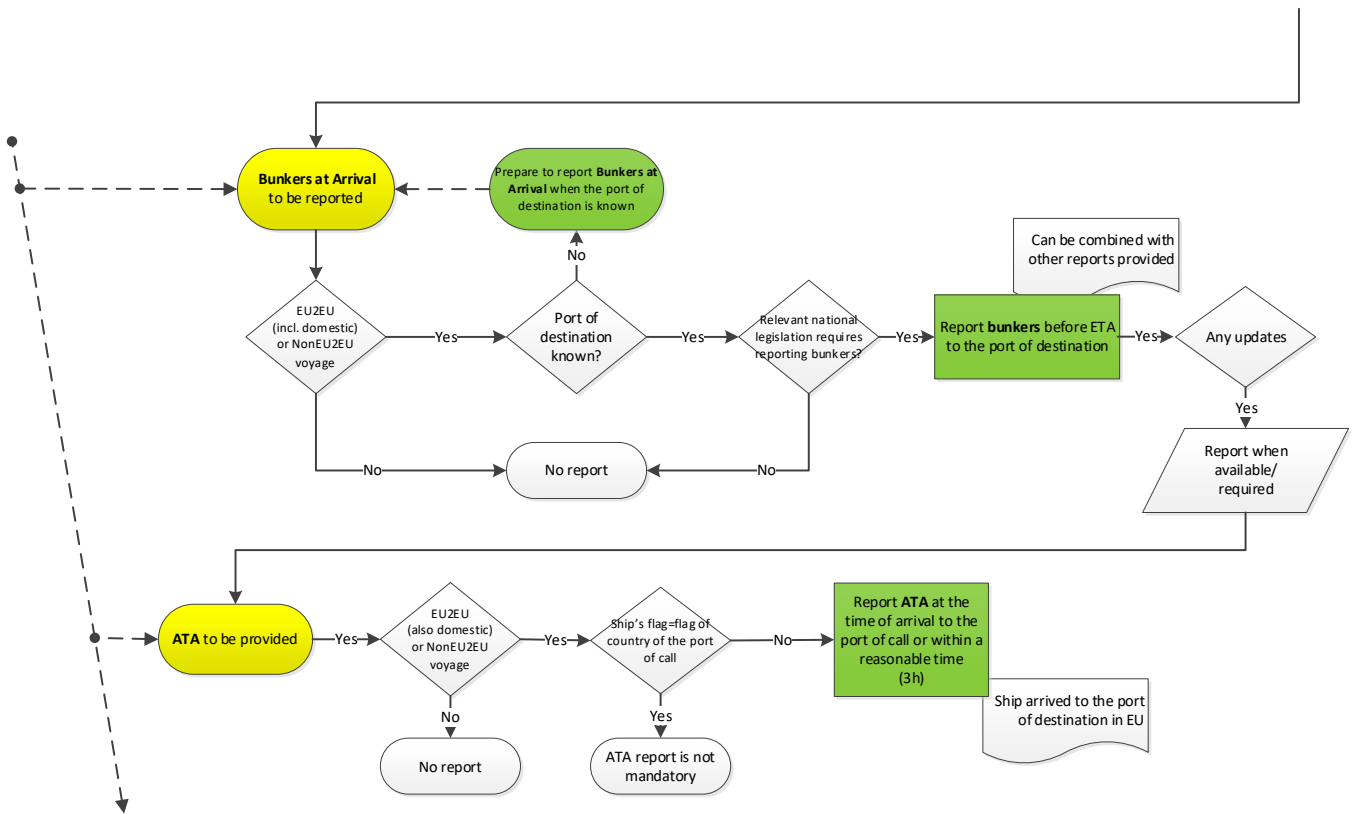 Bunkers at Arrival
to be reported
Prepare to report Bunkers at
Arrival when the port of
destination is known
No
Can be combined with
other reports provided
EU2EU
(incl. domestic)
or NonEU2EU
voyage
Yes
Port of
destination
known?
Yes
Relevant national
legislation requires
reporting bunkers?
Yes
Report bunkers before ETA
to the port of destination
Yes
Any updates
Yes
No
No report
No
Report when
available/
required
ATA to be provided
Yes
EU2EU
(also domestic)
or NonEU2EU
voyage
Yes
Ship's flag=flag of
country of the port
of call
No
Report ATA at the
time of arrival to the
port of call or within a
reasonable time
(3h)
Ship arrived to the port
of destination in EU
No
No report
Yes
ATA report is not
mandatory